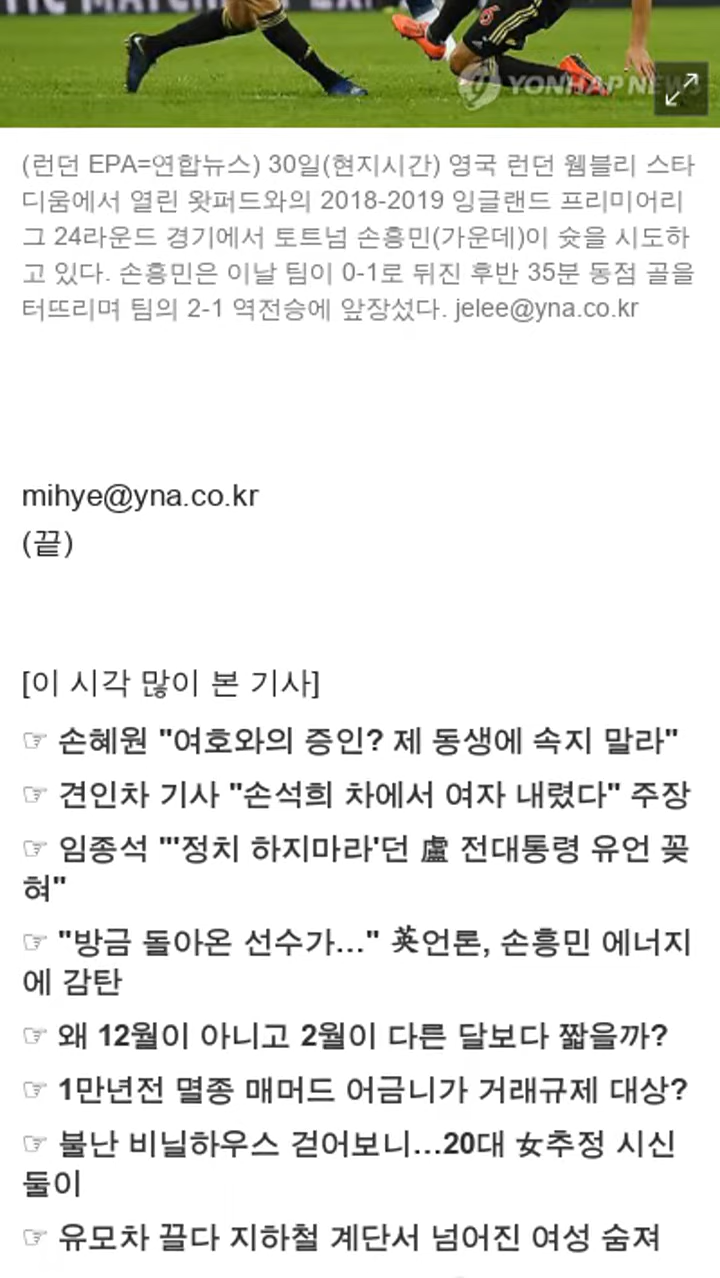 YONHAP NEWS
(런던 EPA=연합뉴스) 30일(현지시간) 영국 런던 웸블리 스타
디움에서 열린 왓퍼드와의 2018-2019 잉글랜드 프리미어리
그 24라운드 경기에서 토트넘 손흥민(가운데)이 슛을 시도하
고 있다. 손흥민은 이날 팀이 0-1로 뒤진 후반 35분 동점 골을
터뜨리며 팀의 2-1 역전승에 앞장섰다. jelee@yna.co.kr
mihye@yna.co.kr
(끝)
[이 시각 많이 본 기사]
☞ 손혜원 "여호와의 증인? 제 동생에 속지 말라"
☞ 견인차 기사 "손석희 차에서 여자 내렸다" 주장
☞ 임종석 "'정치 하지마라'던 盧 전대통령 유언 꽂
혀"
☞ "방금 돌아온 선수가…" 英언론, 손흥민 에너지
에 감탄
☞ 왜 12월이 아니고 2월이 다른 달보다 짧을까?
☞ 1만년전 멸종 매머드 어금니가 거래규제 대상?
☞ 불난 비닐하우스 걷어보니…20대 女추정 시신
둘이
☞ 유모차 끌다 지하철 계단서 넘어진 여성 숨져